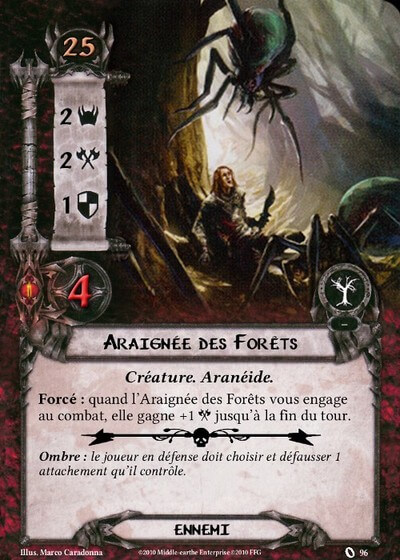 25
2
2
1
4
Araignée des Forêts
Créature. Aranéide.
Forcé : quand l'Araignée des Forêts vous engage
au combat, elle gagne +1 jusqu'à la fin du tour.
Ombre : le joueur en défense doit choisir et défausser 1
attachement qu'il contrôle.
ENNEMI
Illus. Marco Caradonna ©2010 Middle-earthe Enterprise ©2010 FFG 96